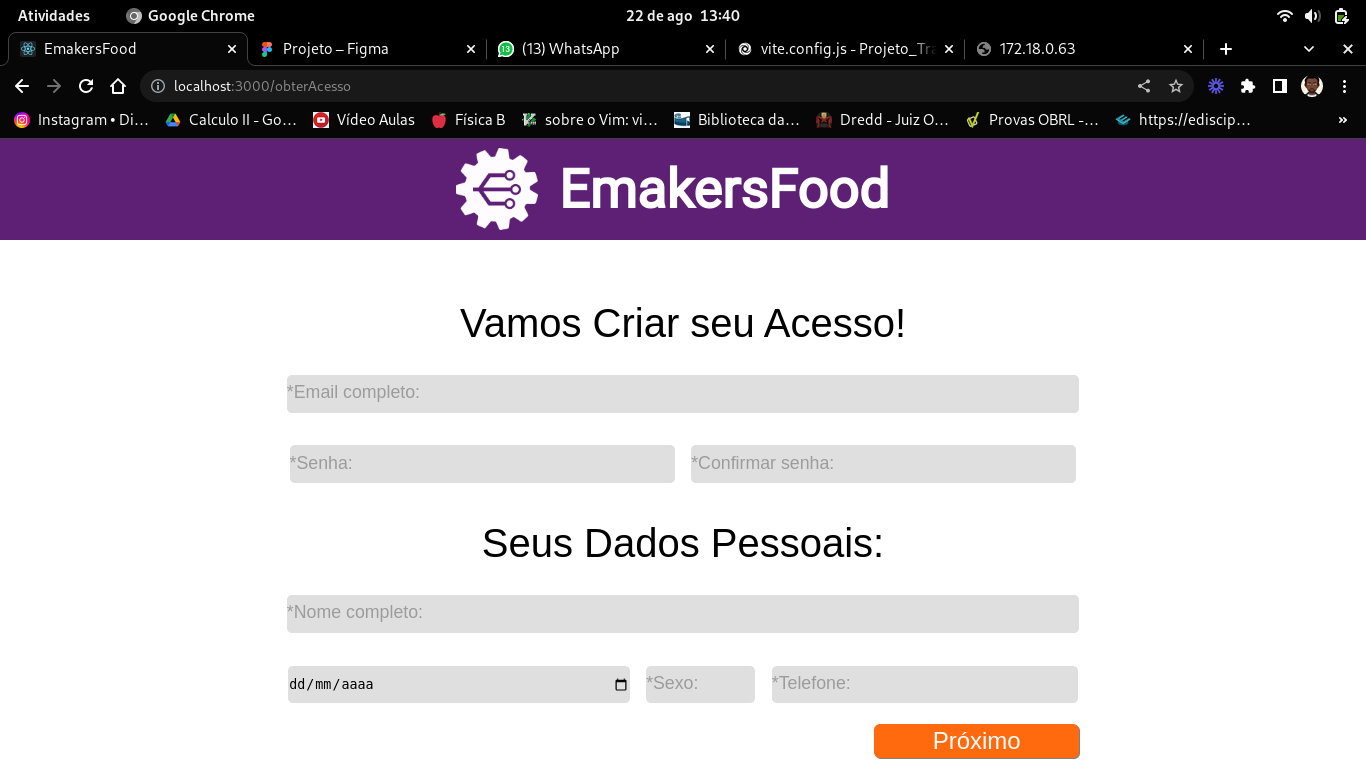 Atividades Google Chrome 22 de ago 13:40
EmakersFood Projeto – Figma (13) WhatsApp vite.config.js - Projeto_Tra 172.18.0.63
localhost:3000/obterAcesso
Instagram • Di… Calculo II - Go… Vídeo Aulas Física B sobre o Vim: vi… Biblioteca da… Dredd - Juiz O… Provas OBRL -… https://ediscip… »
EmakersFood
Vamos Criar seu Acesso!
*Email completo:
*Senha: *Confirmar senha:
Seus Dados Pessoais:
*Nome completo:
dd/mm/aaaa *Sexo: *Telefone:
Próximo